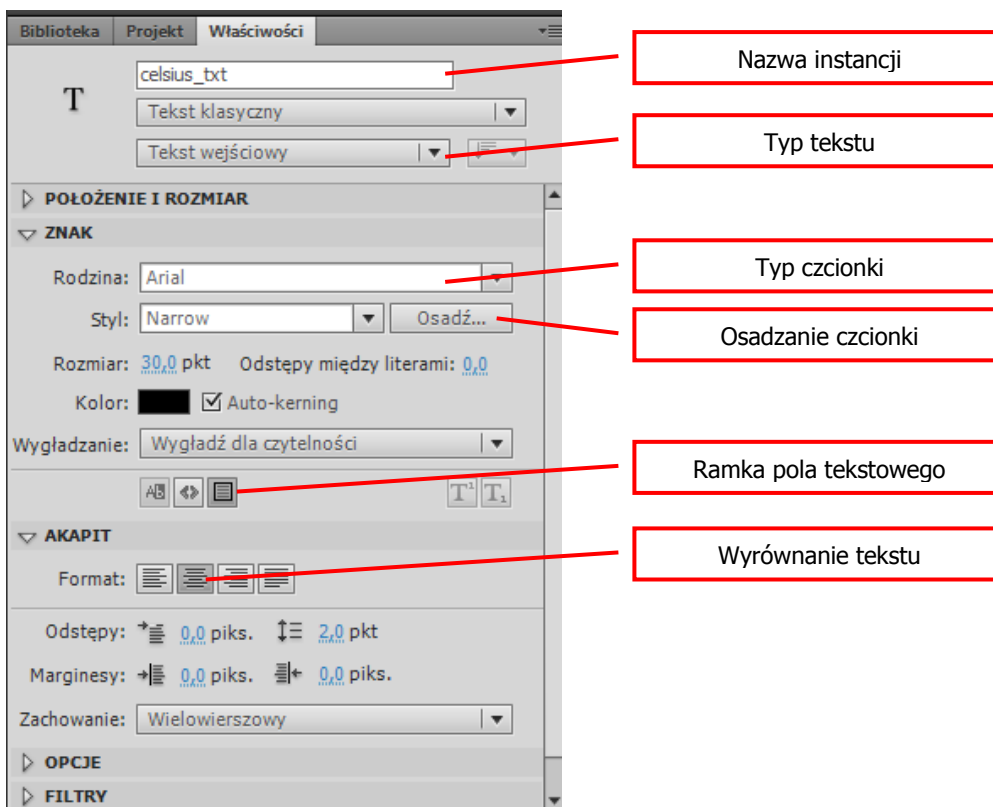 Biblioteka Projekt Właściwości
Nazwa instancji
celsius_txt
T
Tekst klasyczny
Typ tekstu
Tekst wejściowy
POŁOŻENIE I ROZMIAR
ZNAK
Typ czcionki
Rodzina: Arial
Styl: Narrow Osadź...
Osadzanie czcionki
Rozmiar: 30,0 pkt Odstępy między literami: 0,0
Kolor: Auto-kerning
Wygładzanie: Wygładź dla czytelności
Ramka pola tekstowego
AB T¹ T₁
AKAPIT
Wyrównanie tekstu
Format:
Odstępy: 0,0 piks. 2,0 pkt
Marginesy: 0,0 piks. 0,0 piks.
Zachowanie: Wielowierszowy
OPCJE
FILTRY